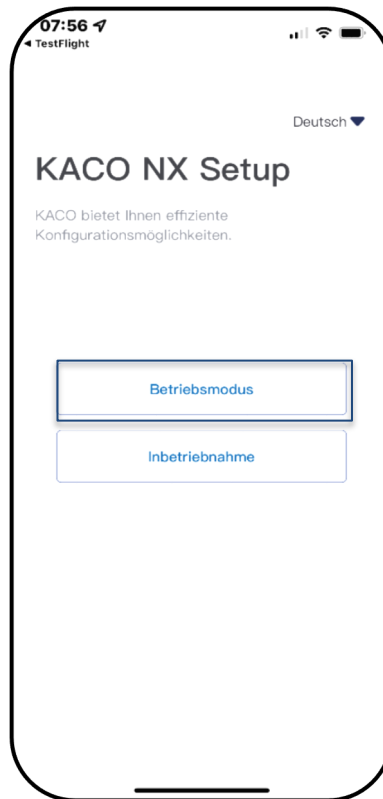 07:56
TestFlight
Deutsch
KACO NX Setup
KACO bietet Ihnen effiziente
Konfigurationsmöglichkeiten.
Betriebsmodus
Inbetriebnahme